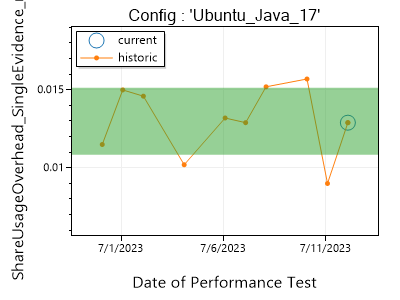 Config : 'Ubuntu_Java_17'
current
historic
0.015
0.01
ShareUsageOverhead_SingleEvidence_
7/1/2023
7/6/2023
7/11/2023
Date of Performance Test